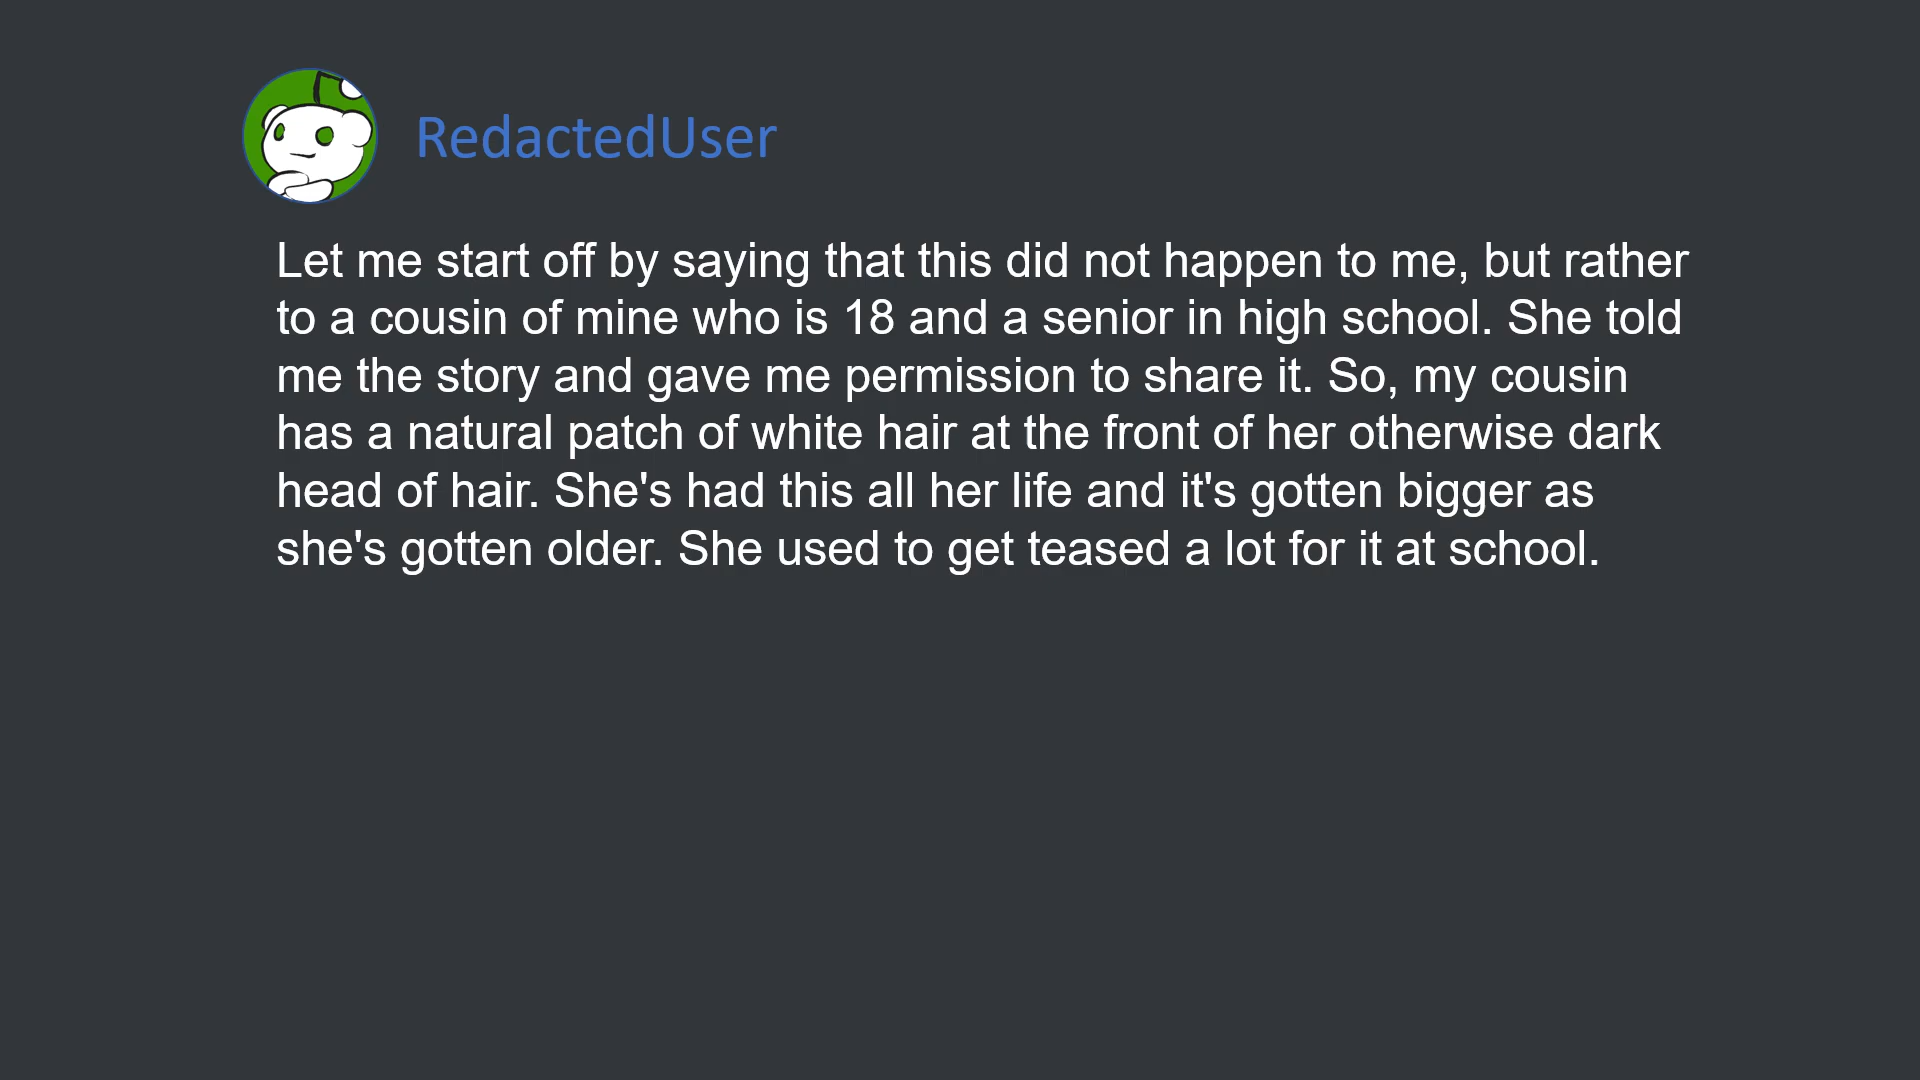 RedactedUser
Let me start off by saying that this did not happen to me, but rather
to a cousin of mine who is 18 and a senior in high school. She told
me the story and gave me permission to share it. So, my cousin
has a natural patch of white hair at the front of her otherwise dark
head of hair. She's had this all her life and it's gotten bigger as
she's gotten older. She used to get teased a lot for it at school.